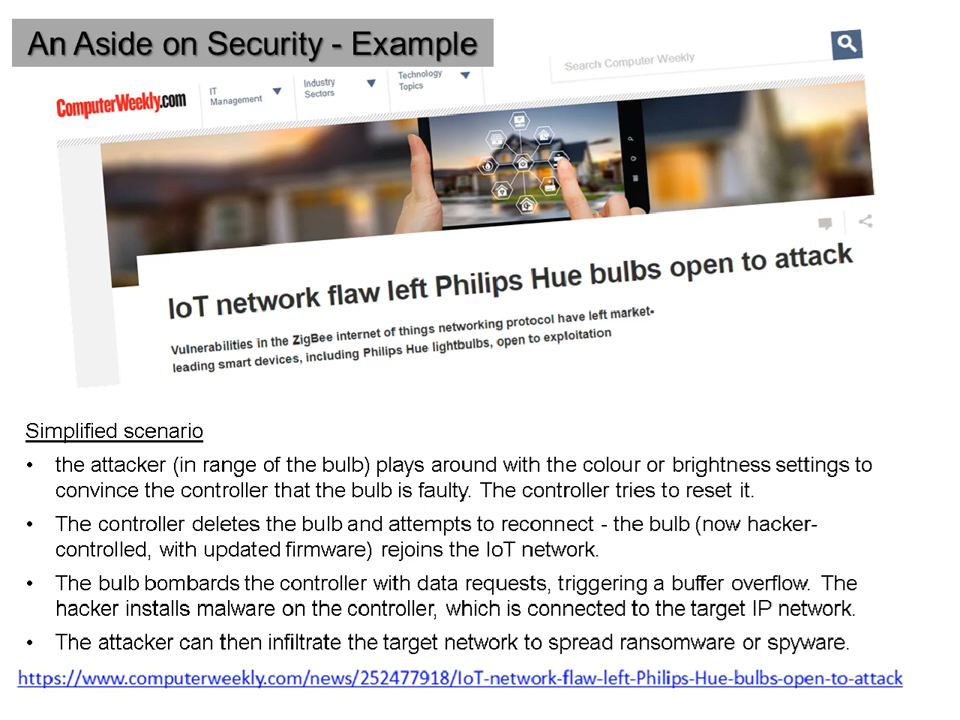 An Aside on Security - Example
Search Computer Weekly
ComputerWeekly.com
IT
Management
Industry
Sectors
Technology
Topics
IoT network flaw left Philips Hue bulbs open to attack
Vulnerabilities in the ZigBee internet of things networking protocol have left market-
leading smart devices, including Philips Hue lightbulbs, open to exploitation
Simplified scenario
• the attacker (in range of the bulb) plays around with the colour or brightness settings to
convince the controller that the bulb is faulty. The controller tries to reset it.
• The controller deletes the bulb and attempts to reconnect - the bulb (now hacker-
controlled, with updated firmware) rejoins the IoT network.
• The bulb bombards the controller with data requests, triggering a buffer overflow. The
hacker installs malware on the controller, which is connected to the target IP network.
• The attacker can then infiltrate the target network to spread ransomware or spyware.
https://www.computerweekly.com/news/252477918/IoT-network-flaw-left-Philips-Hue-bulbs-open-to-attack